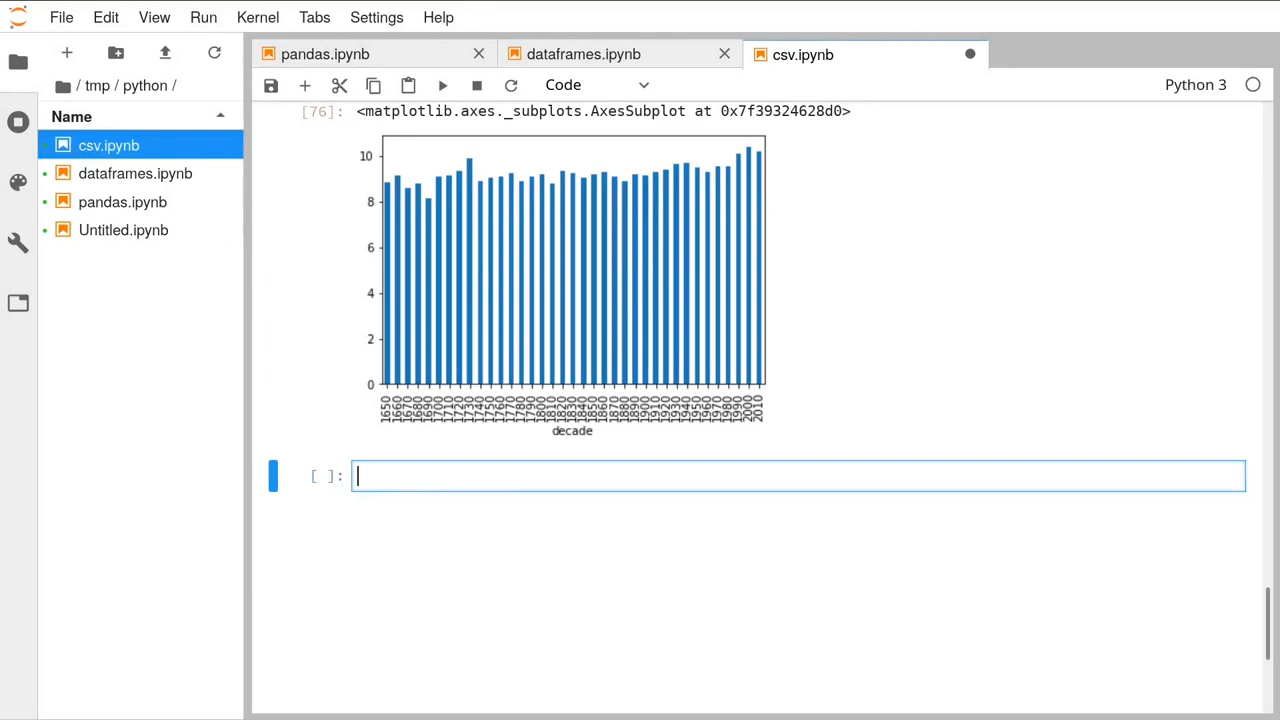 File Edit View Run Kernel Tabs Settings Help
pandas.ipynb dataframes.ipynb csv.ipynb
/ tmp / python /
Code
Python 3
Name
csv.ipynb
dataframes.ipynb
pandas.ipynb
Untitled.ipynb
[76]: <matplotlib.axes._subplots.AxesSubplot at 0x7f39324628d0>
10
8
6
4
2
0
1650 1660 1670 1680 1690 1700 1710 1720 1730 1740 1750 1760 1770 1780 1790 1800 1810 1820 1830 1840 1850 1860 1870 1880 1890 1900 1910 1920 1930 1940 1950 1960 1970 1980 1990 2000 2010
decade
[ ]: